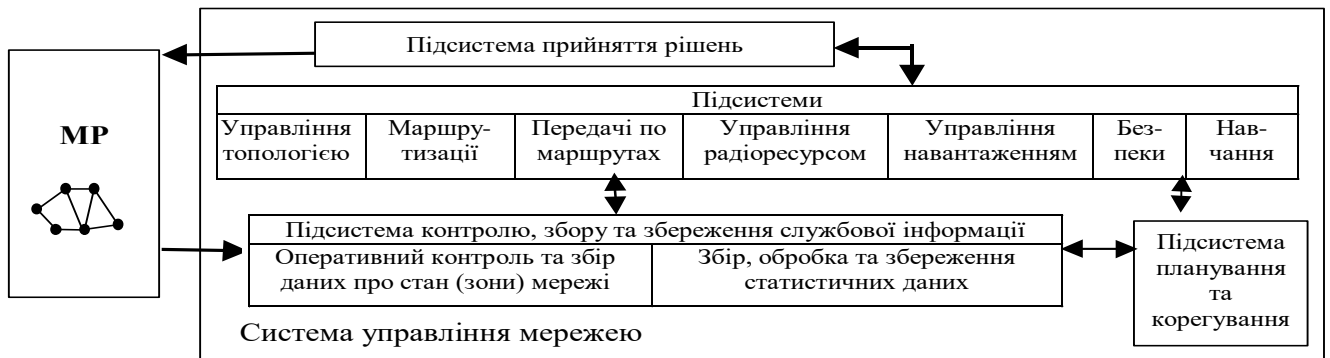 Підсистема прийняття рішень
МР
Підсистеми
Управління
топологією
Маршру-
тизації
Передачі по
маршрутах
Управління
радіоресурсом
Управління
навантаженням
Без-
пеки
Нав-
чання
Підсистема контролю, збору та збереження службової інформації
Оперативний контроль та збір
даних про стан (зони) мережі
Збір, обробка та збереження
статистичних даних
Підсистема
планування
та
корегування
Система управління мережею